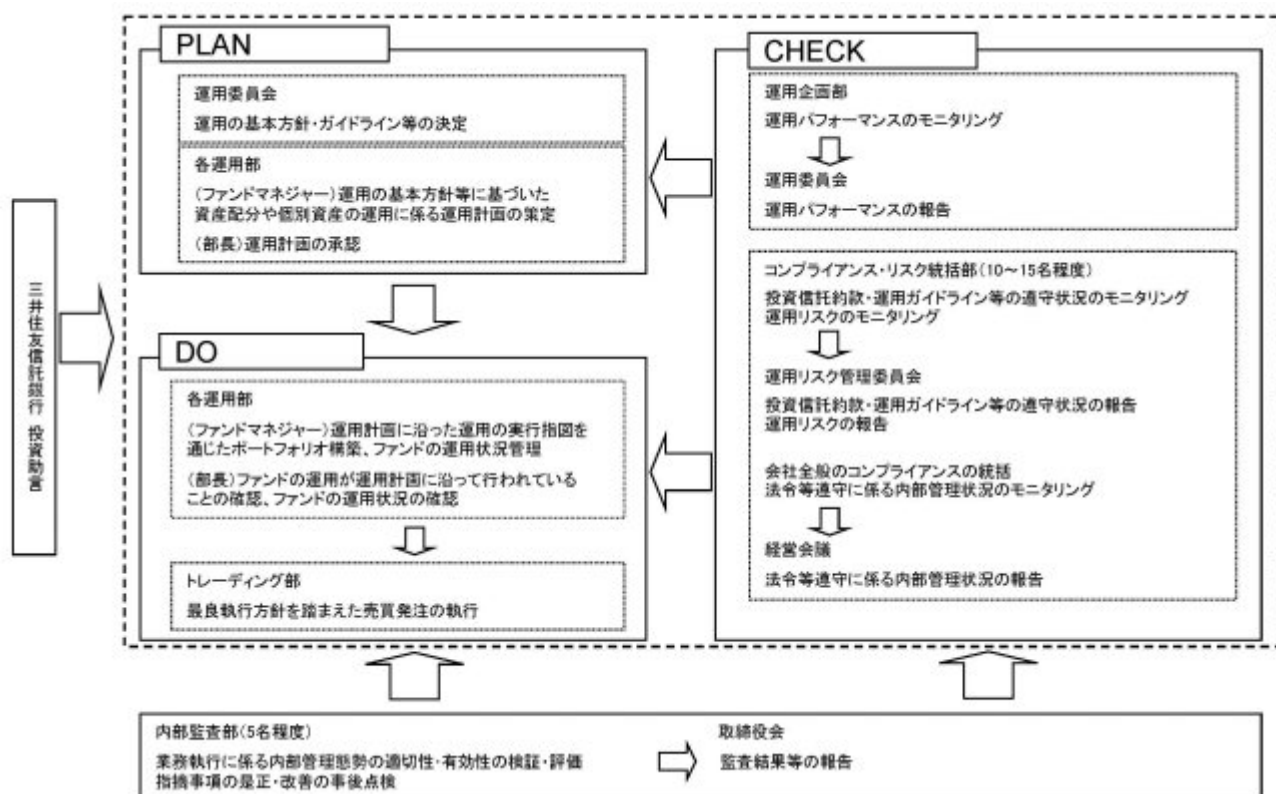 PLAN
運用委員会
運用の基本方針・ガイドライン等の決定
各運用部
(ファンドマネジャー)運用の基本方針等に基づいた
資産配分や個別資産の運用に係る運用計画の策定
(部長)運用計画の承認
DO
各運用部
(ファンドマネジャー)運用計画に沿った運用の実行指図を
通じたポートフォリオ構築、ファンドの運用状況管理
(部長)ファンドの運用が運用計画に沿って行われている
ことの確認、ファンドの運用状況の確認
トレーディング部
最良執行方針を踏まえた売買発注の執行
CHECK
運用企画部
運用パフォーマンスのモニタリング
運用委員会
運用パフォーマンスの報告
コンプライアンス・リスク統括部(10～15名程度)
投資信託約款・運用ガイドライン等の遵守状況のモニタリング
運用リスクのモニタリング
運用リスク管理委員会
投資信託約款・運用ガイドライン等の遵守状況の報告
運用リスクの報告
会社全般のコンプライアンスの統括
法令等遵守に係る内部管理状況のモニタリング
経営会議
法令等遵守に係る内部管理状況の報告
三井住友信託銀行 投資助言
内部監査部(5名程度)
業務執行に係る内部管理態勢の適切性・有効性の検証・評価
指摘事項の是正・改善の事後点検
取締役会
監査結果等の報告